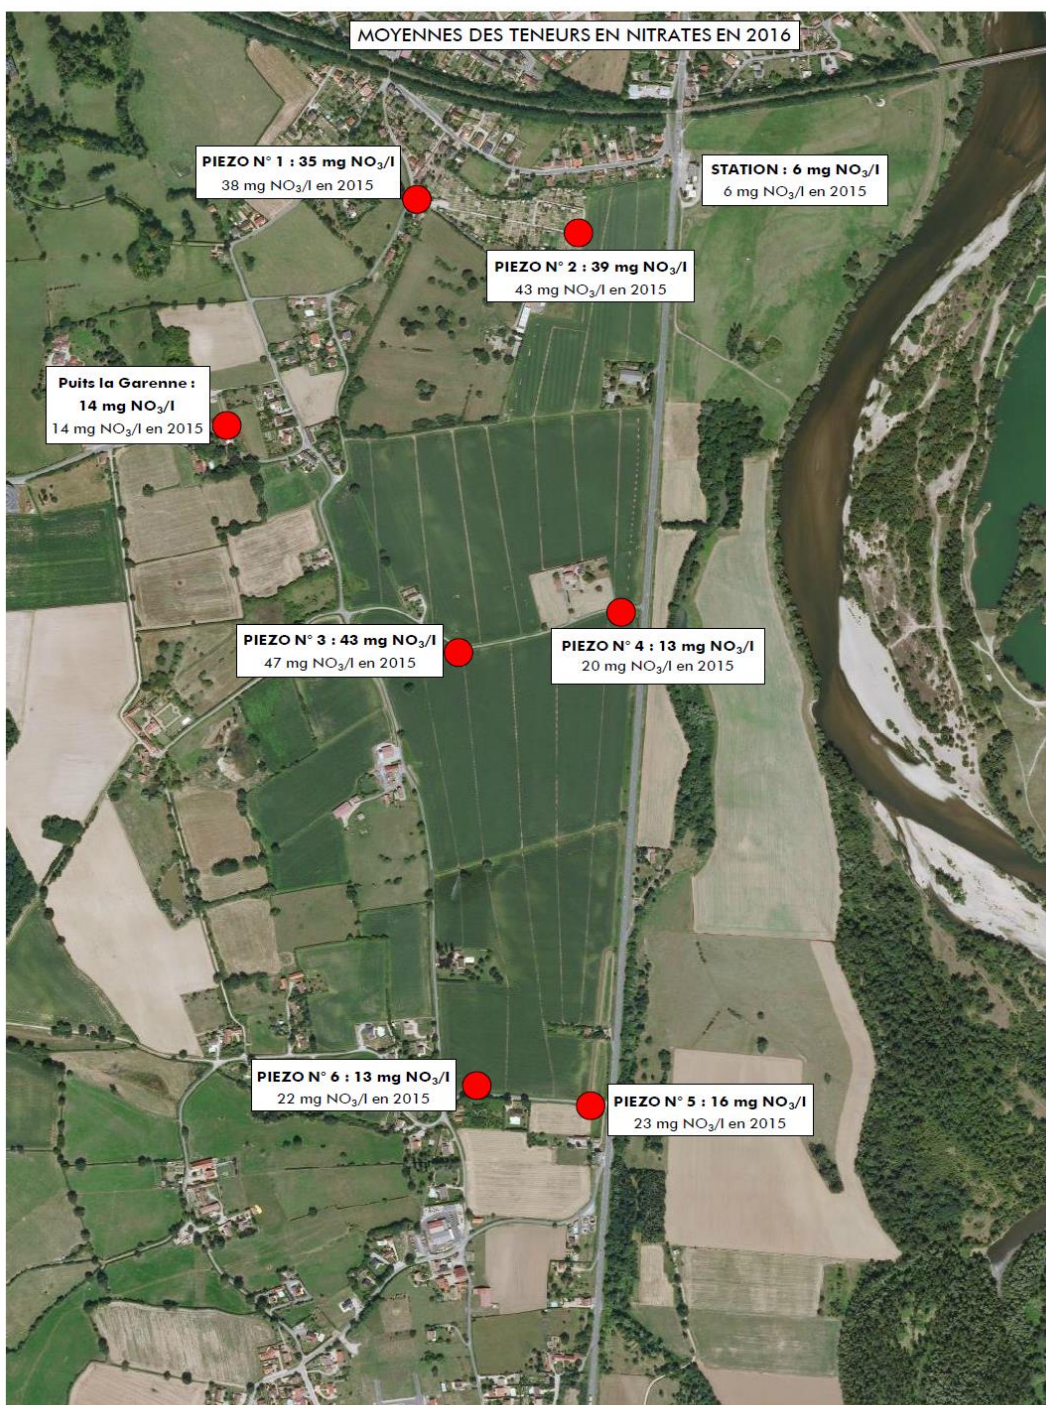 MOYENNES DES TENEURS EN NITRATES EN 2016
PIEZO N° 1 : 35 mg NO₃/l
38 mg NO₃/l en 2015
STATION : 6 mg NO₃/l
6 mg NO₃/l en 2015
PIEZO N° 2 : 39 mg NO₃/l
43 mg NO₃/l en 2015
Puits la Garenne :
14 mg NO₃/l
14 mg NO₃/l en 2015
PIEZO N° 3 : 43 mg NO₃/l
47 mg NO₃/l en 2015
PIEZO N° 4 : 13 mg NO₃/l
20 mg NO₃/l en 2015
PIEZO N° 6 : 13 mg NO₃/l
22 mg NO₃/l en 2015
PIEZO N° 5 : 16 mg NO₃/l
23 mg NO₃/l en 2015